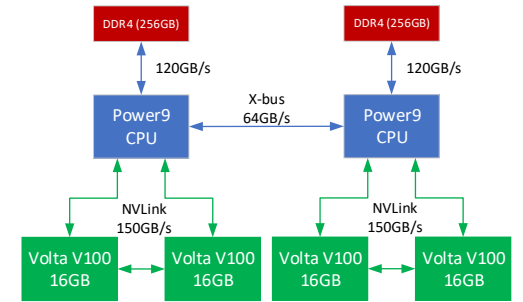 DDR4 (256GB)
DDR4 (256GB)
120GB/s
120GB/s
X-bus
64GB/s
Power9
CPU
Power9
CPU
NVLink
150GB/s
NVLink
150GB/s
Volta V100
16GB
Volta V100
16GB
Volta V100
16GB
Volta V100
16GB